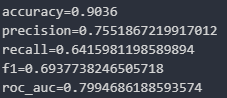 accuracy=0.9036
precision=0.7551867219917012
recall=0.6415981198589894
f1=0.6937738246505718
roc_auc=0.7994686188593574